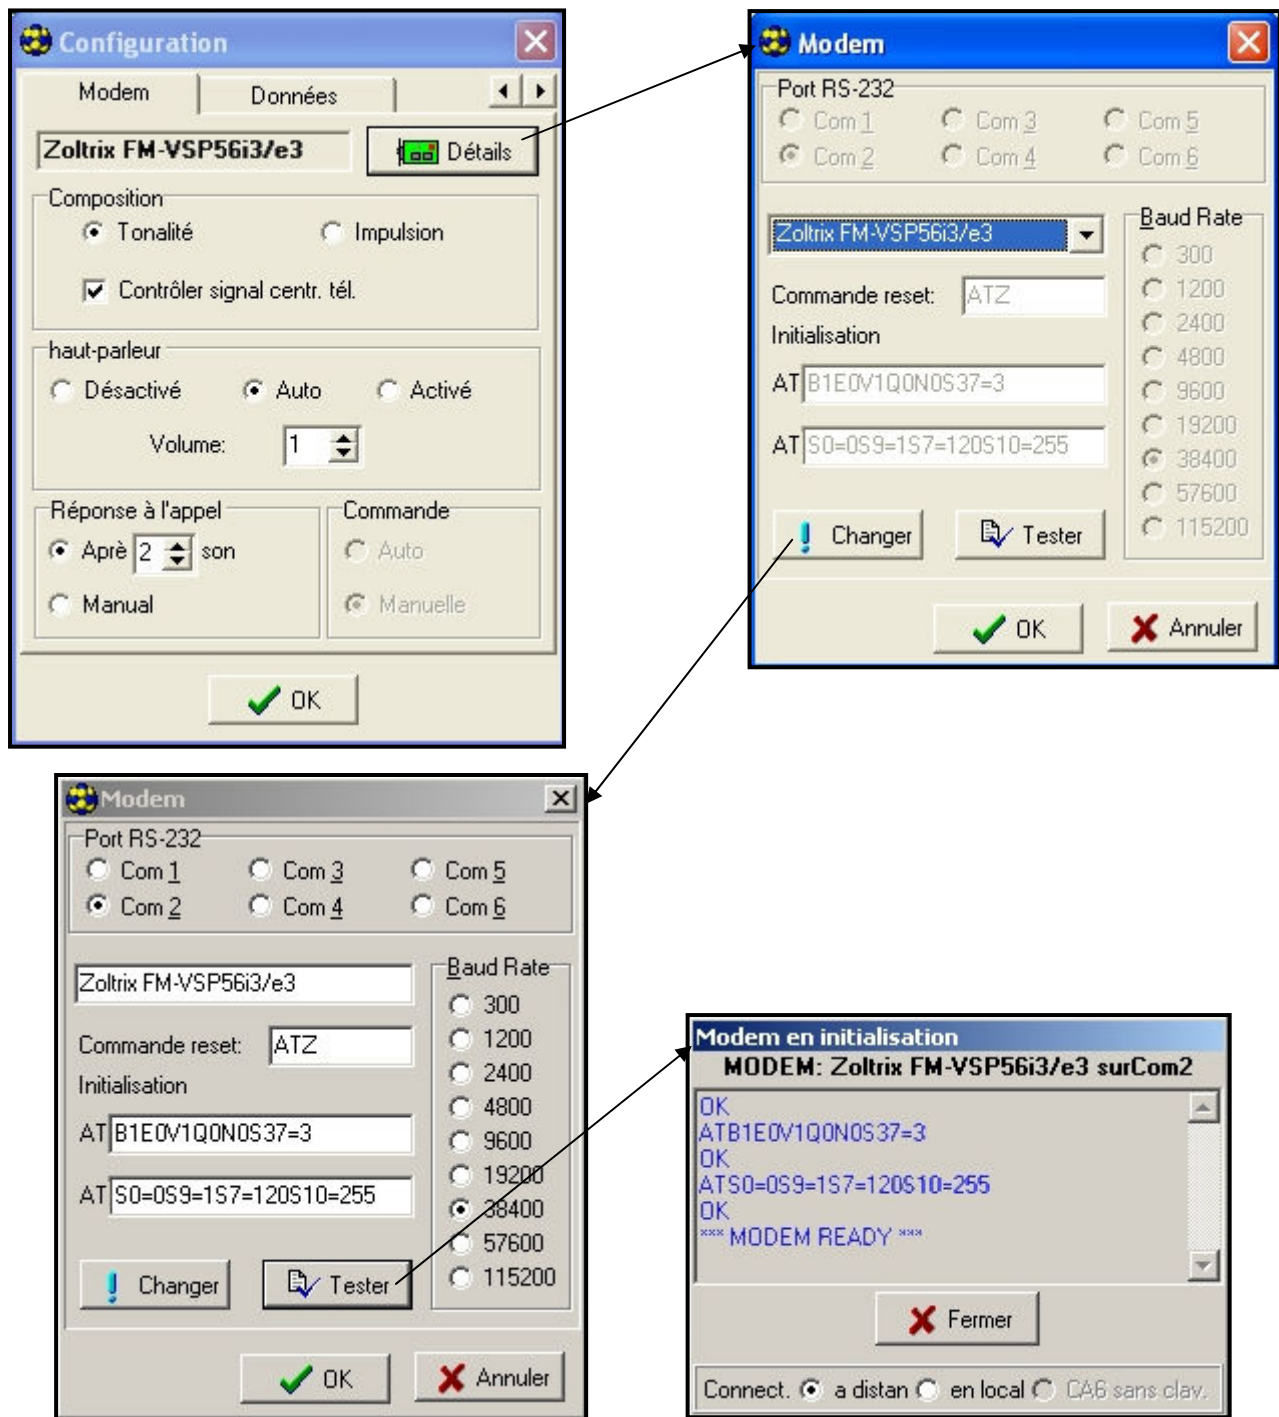 Configuration
Modem Données
Zoltrix FM-VSP56i3/e3 Détails
Composition
Tonalité Impulsion
Contrôler signal centr. tél.
haut-parleur
Désactivé Auto Activé
Volume: 1
Réponse à l'appel Commande
Aprè 2 son Auto
Manual Manuelle
OK
Modem
Port RS-232
Com 1 Com 3 Com 5
Com 2 Com 4 Com 6
Zoltrix FM-VSP56i3/e3
Commande reset: ATZ
Initialisation
AT B1E0V1Q0N0S37=3
AT S0=0S9=1S7=120S10=255
Baud Rate
300
1200
2400
4800
9600
19200
38400
57600
115200
Changer Tester
OK Annuler
Modem
Port RS-232
Com 1 Com 3 Com 5
Com 2 Com 4 Com 6
Zoltrix FM-VSP56i3/e3
Commande reset: ATZ
Initialisation
AT B1E0V1Q0N0S37=3
AT S0=0S9=1S7=120S10=255
Baud Rate
300
1200
2400
4800
9600
19200
38400
57600
115200
Changer Tester
OK Annuler
Modem en initialisation
MODEM: Zoltrix FM-VSP56i3/e3 surCom2
OK
ATB1E0V1Q0N0S37=3
OK
ATS0=0S9=1S7=120S10=255
OK
*** MODEM READY ***
Fermer
Connect. a distan en local CA6 sans clav.